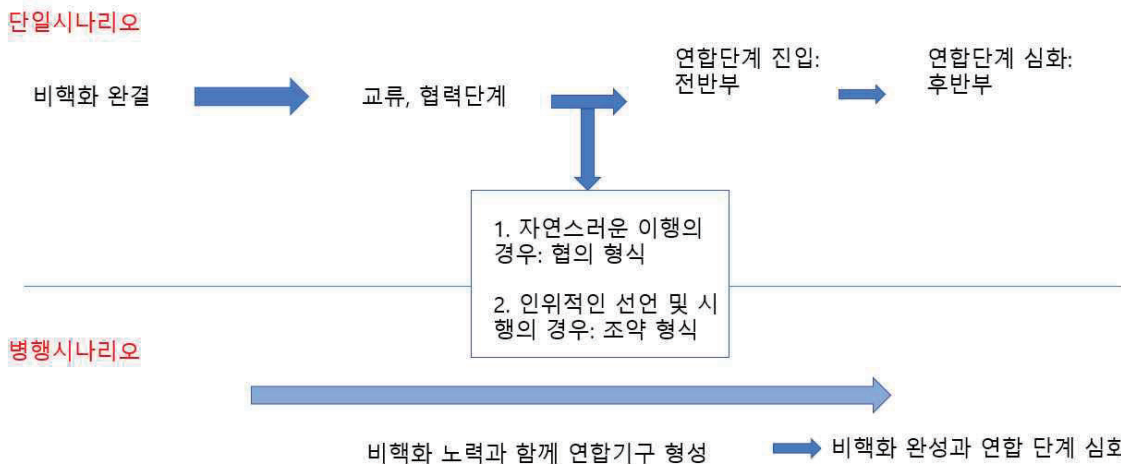 단일시나리오
비핵화 완결
교류, 협력단계
연합단계 진입:
전반부
연합단계 심화:
후반부
1. 자연스러운 이행의
경우: 협의 형식
2. 인위적인 선언 및 시
행의 경우: 조약 형식
병행시나리오
비핵화 노력과 함께 연합기구 형성
비핵화 완성과 연합 단계 심화